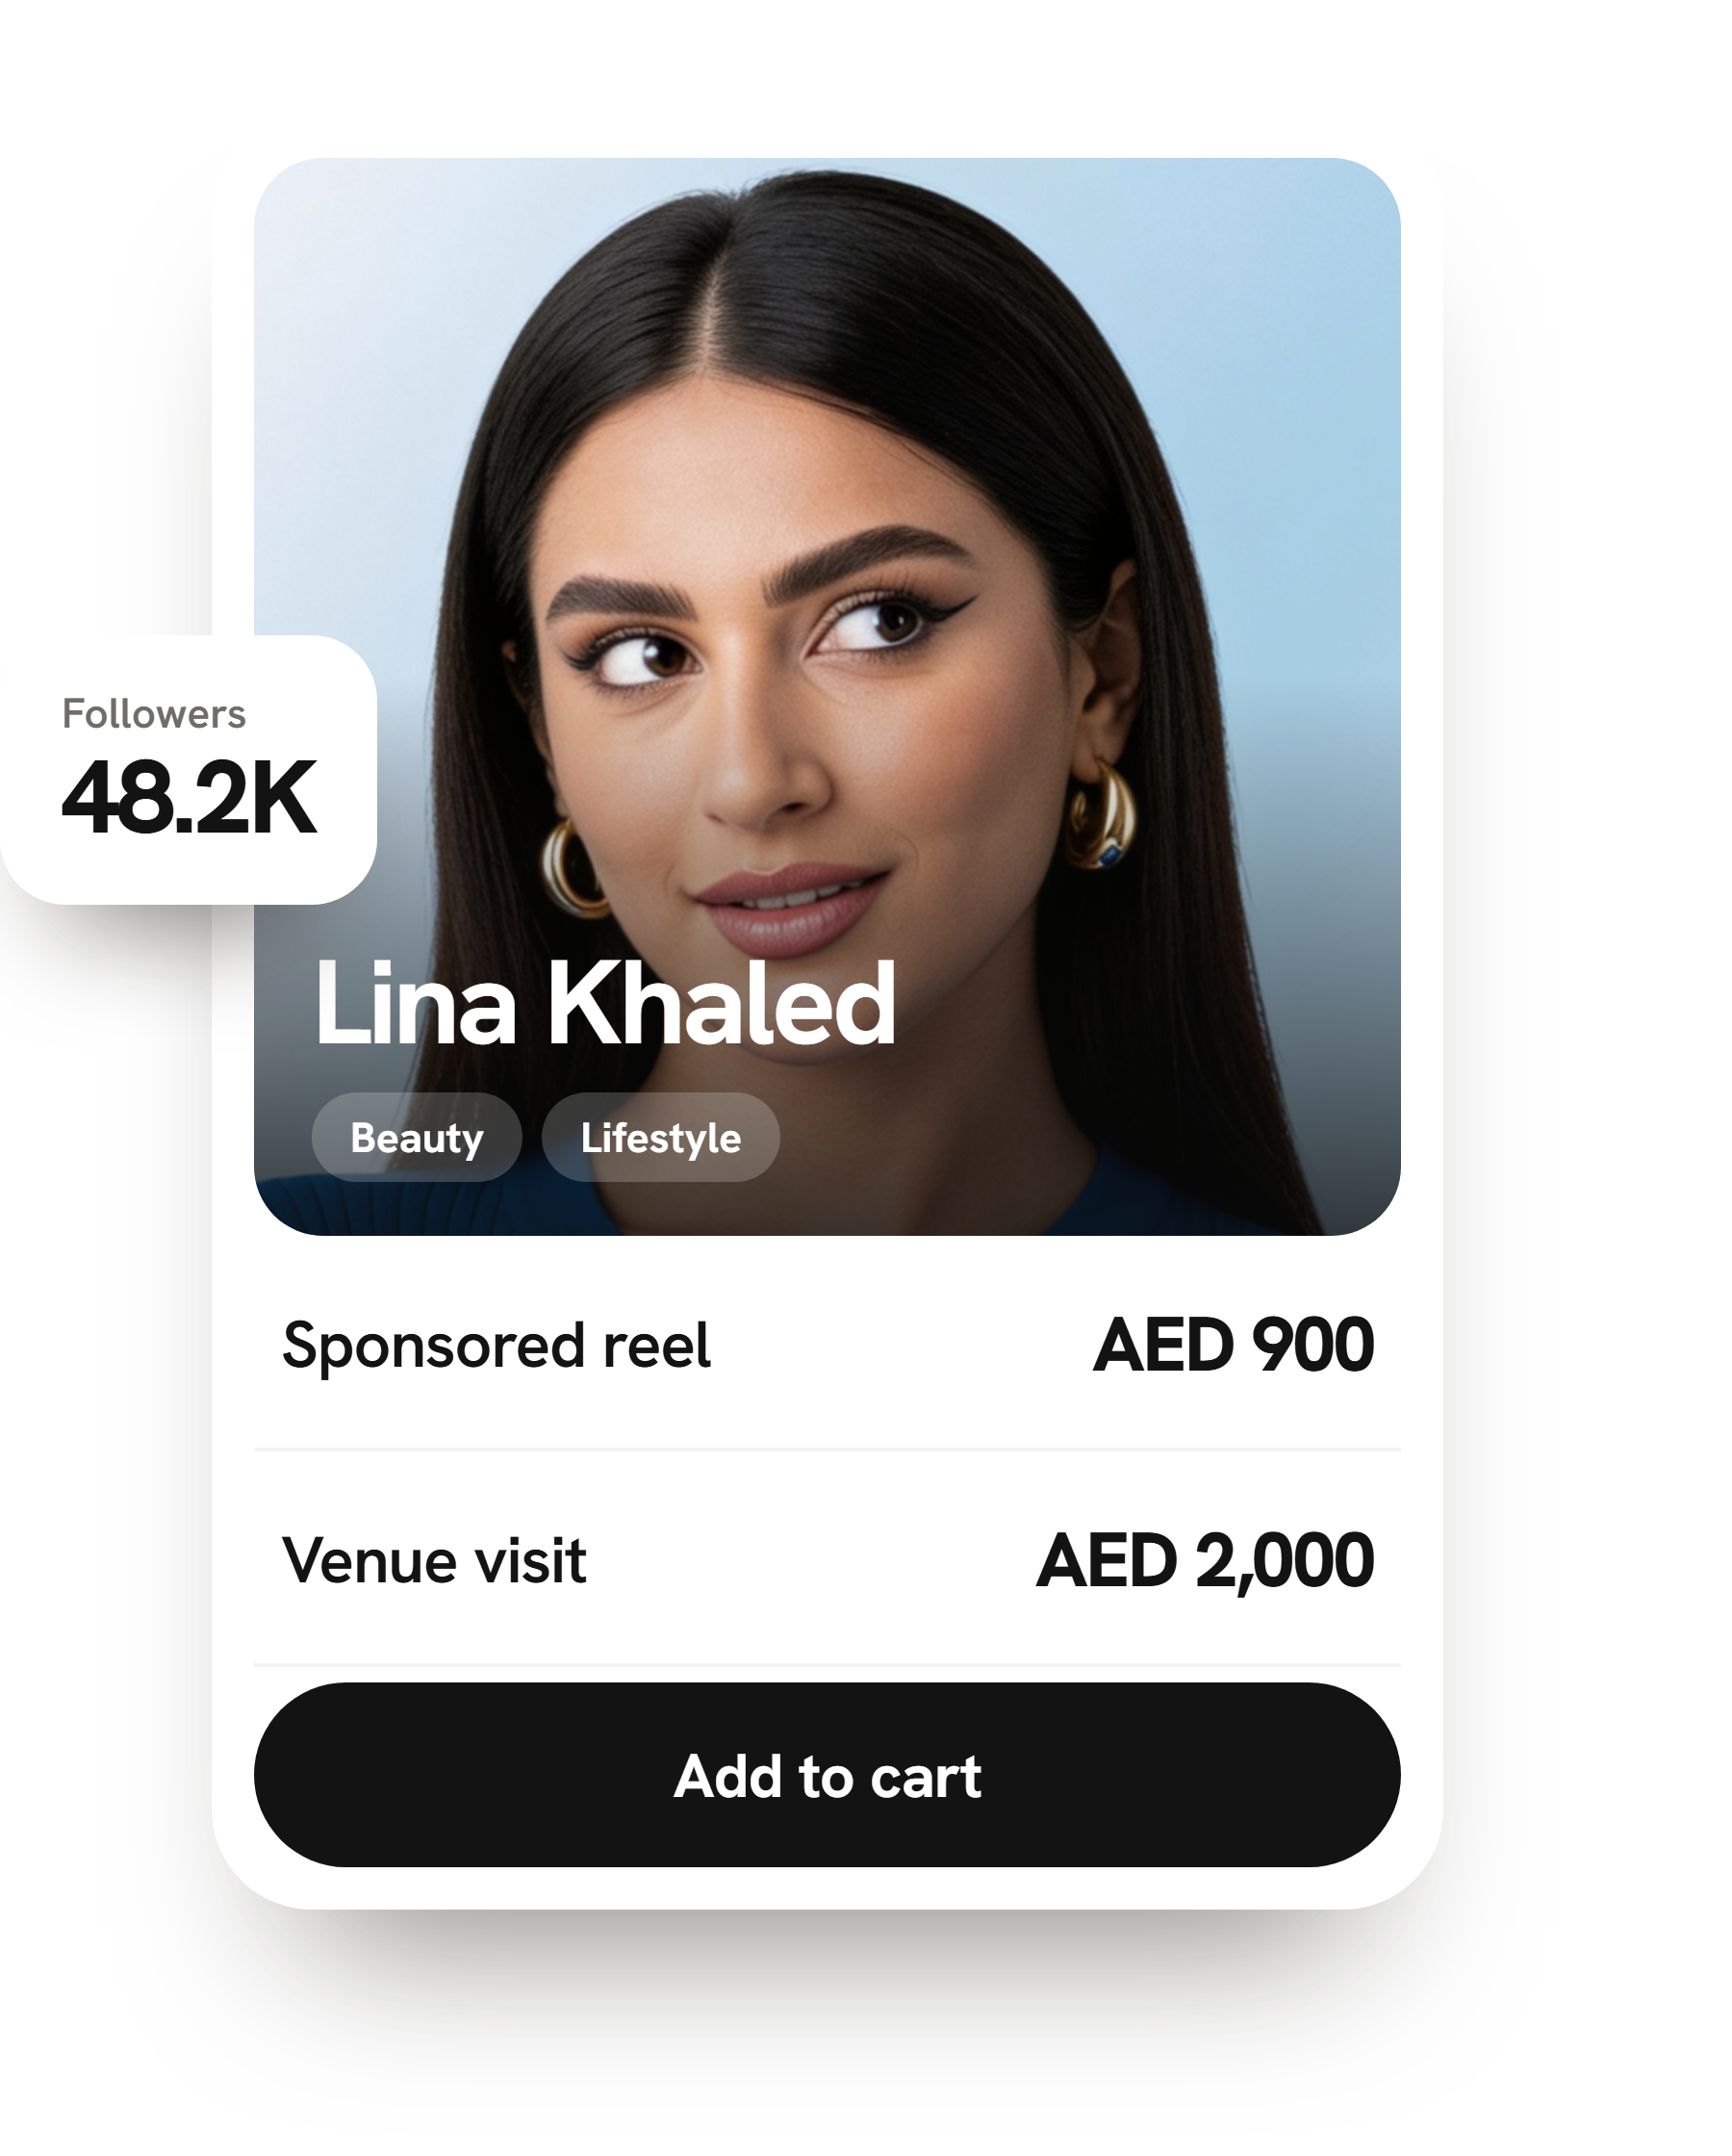 Followers
48.2K
Lina Khaled
Beauty Lifestyle
Sponsored reel AED 900
Venue visit AED 2,000
Add to cart